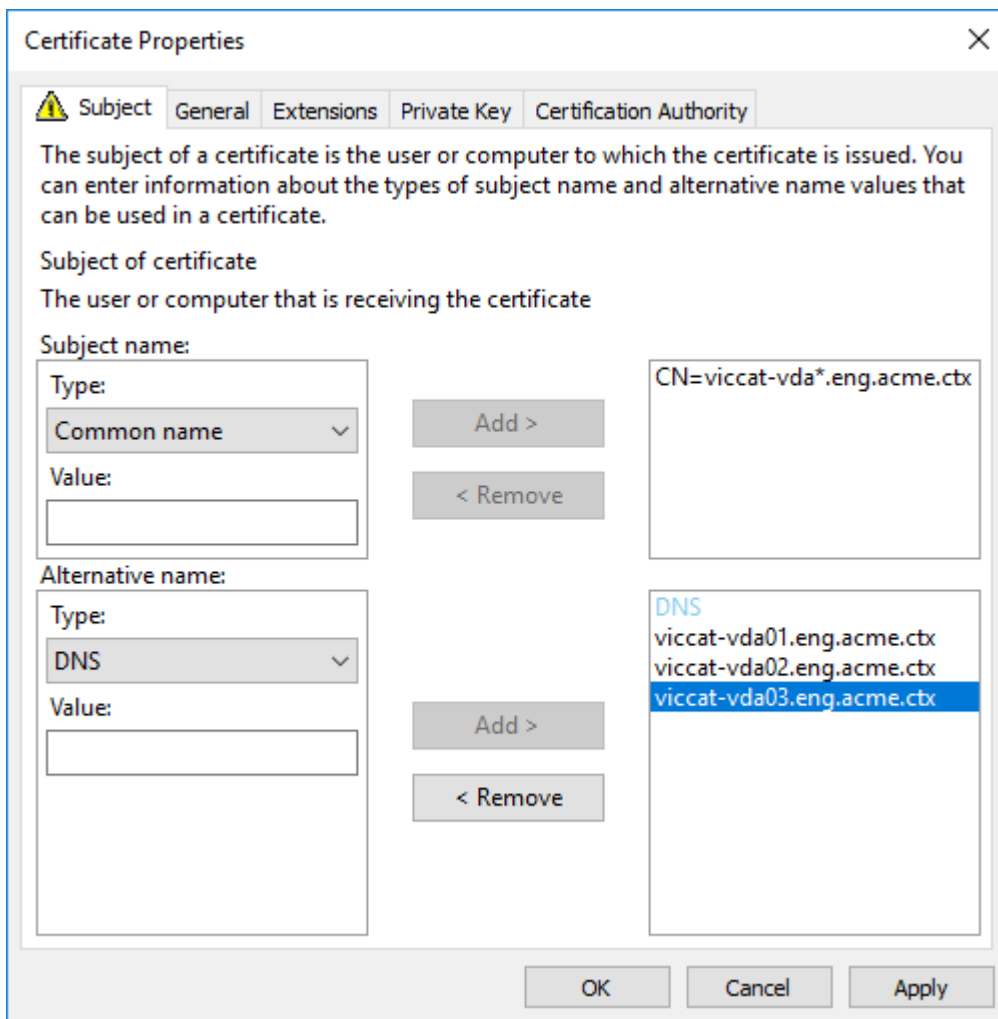 Certificate Properties
Subject General Extensions Private Key Certification Authority
The subject of a certificate is the user or computer to which the certificate is issued. You
can enter information about the types of subject name and alternative name values that
can be used in a certificate.
Subject of certificate
The user or computer that is receiving the certificate
Subject name:
Type:
Common name
Value:
Add >
< Remove
CN=viccat-vda*.eng.acme.ctx
Alternative name:
Type:
DNS
Value:
Add >
< Remove
DNS
viccat-vda01.eng.acme.ctx
viccat-vda02.eng.acme.ctx
viccat-vda03.eng.acme.ctx
OK Cancel Apply